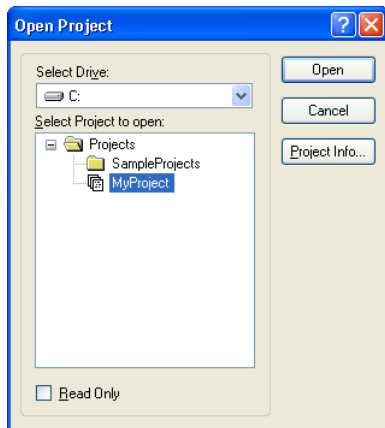 Open Project
Select Drive:
C:
Open
Cancel
Project Info...
Select Project to open:
Projects
SampleProjects
MyProject
Read Only